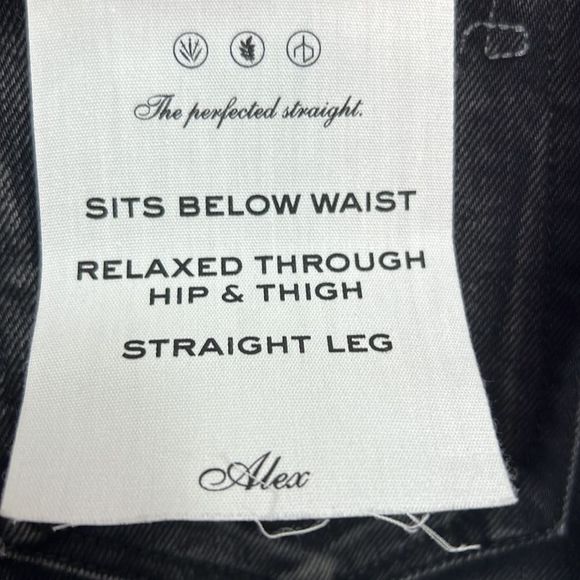 The perfected straight.
SITS BELOW WAIST
RELAXED THROUGH
HIP & THIGH
STRAIGHT LEG
Alex